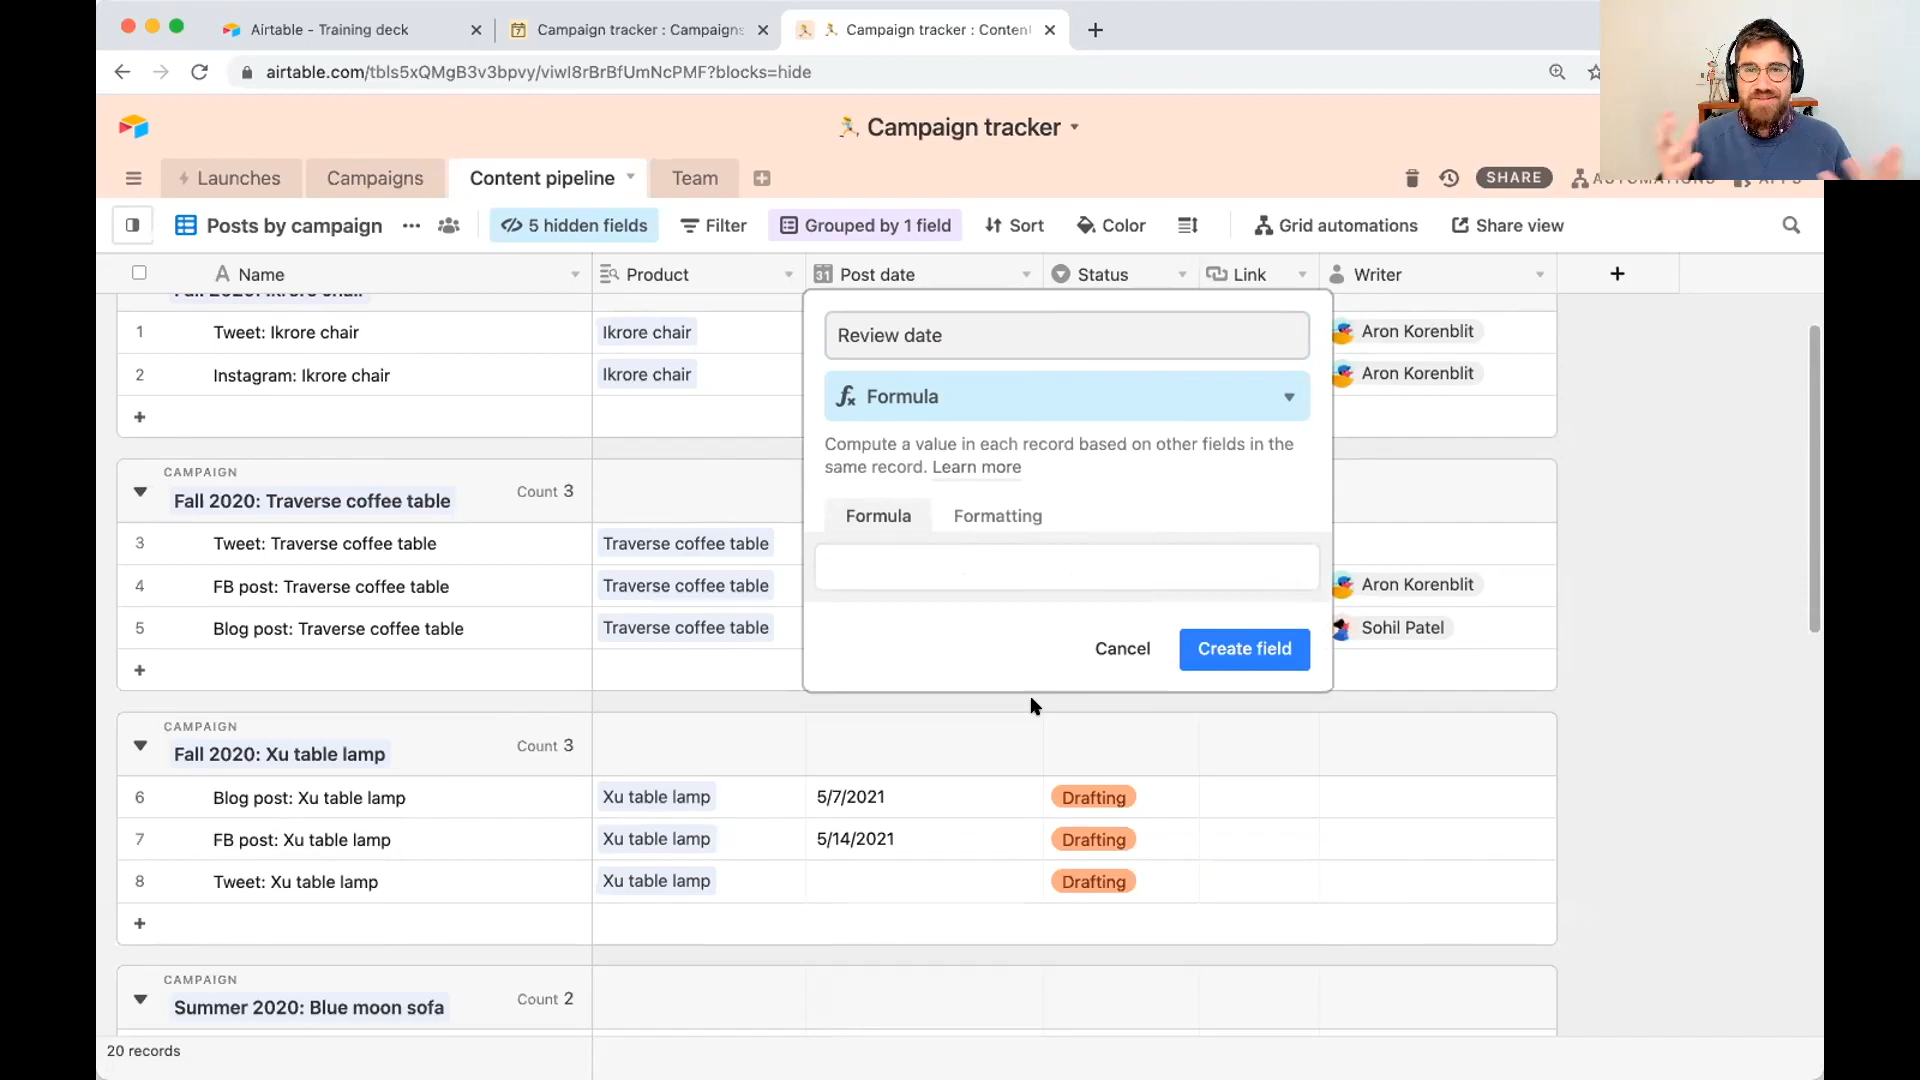 Airtable - Training deck
Campaign tracker : Campaigns
Campaign tracker : Content
airtable.com/tbls5xQMgB3v3bpvy/viwI8rBrBfUmNcPMF?blocks=hide
Campaign tracker
Launches
Campaigns
Content pipeline
Team
SHARE
AUTOMATIONS
APPS
Posts by campaign
5 hidden fields
Filter
Grouped by 1 field
Sort
Color
Grid automations
Share view
Name
Product
31
Post date
Status
Link
Writer
Fall 2020: Ikrore chair
1 Tweet: Ikrore chair Ikrore chair Aron Korenblit
2 Instagram: Ikrore chair Ikrore chair Aron Korenblit
Review date
Formula
Compute a value in each record based on other fields in the
same record. Learn more
Formula Formatting
Cancel
Create field
CAMPAIGN
Fall 2020: Traverse coffee table Count 3
3 Tweet: Traverse coffee table Traverse coffee table
4 FB post: Traverse coffee table Traverse coffee table Aron Korenblit
5 Blog post: Traverse coffee table Traverse coffee table Sohil Patel
CAMPAIGN
Fall 2020: Xu table lamp Count 3
6 Blog post: Xu table lamp Xu table lamp 5/7/2021 Drafting
7 FB post: Xu table lamp Xu table lamp 5/14/2021 Drafting
8 Tweet: Xu table lamp Xu table lamp Drafting
CAMPAIGN
Summer 2020: Blue moon sofa Count 2
20 records